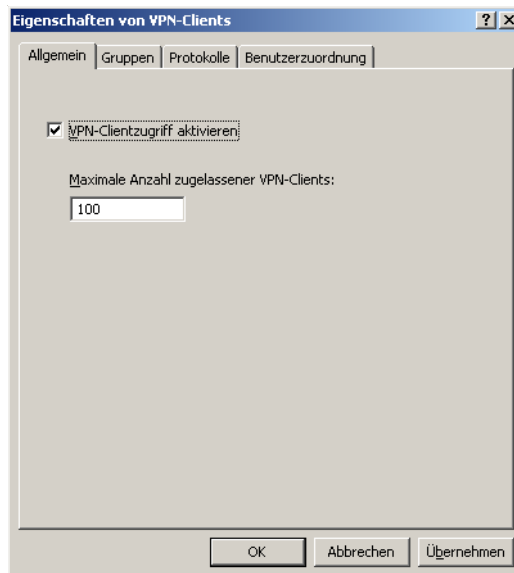 Eigenschaften von VPN-Clients
Allgemein Gruppen Protokolle Benutzerzuordnung
VPN-Clientzugriff aktivieren
Maximale Anzahl zugelassener VPN-Clients:
100
OK Abbrechen Übernehmen